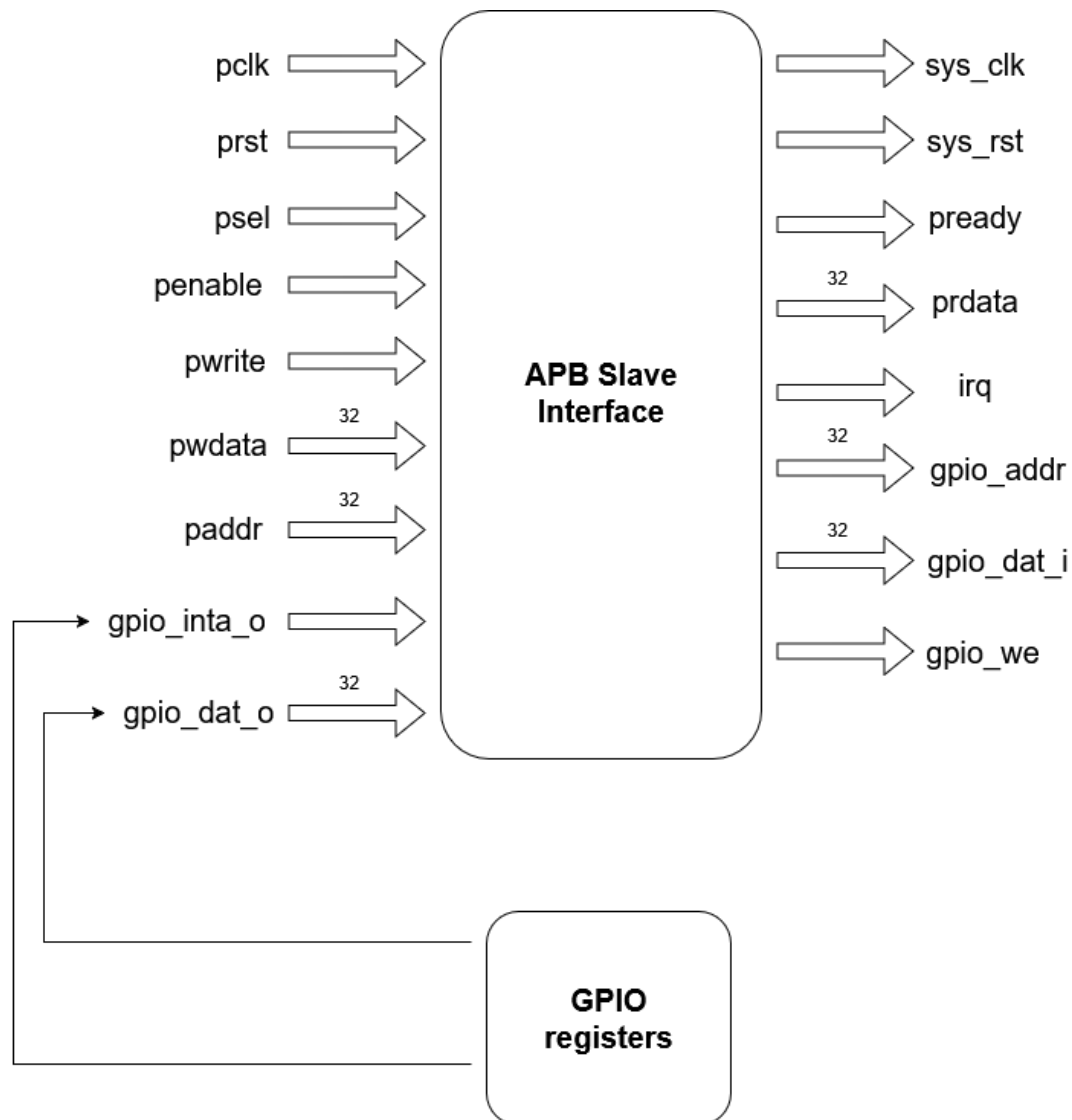 pclk
sys_clk
prst
sys_rst
psel
pready
penable
32
prdata
pwrite
irq
APB Slave
Interface
32
pwdata
32
gpio_addr
32
paddr
32
gpio_dat_i
gpio_inta_o
gpio_we
32
gpio_dat_o
GPIO
registers